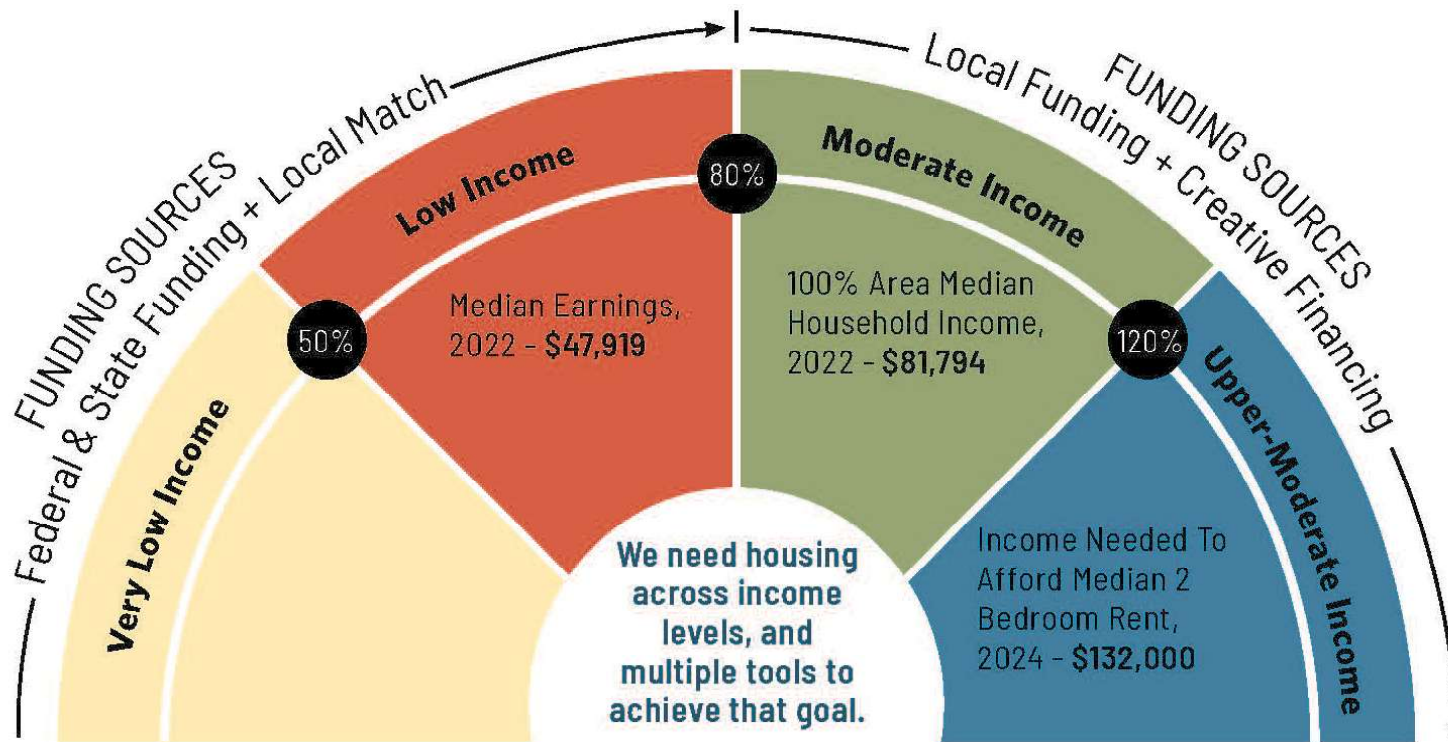 FUNDING SOURCES
Federal & State Funding + Local Match
FUNDING SOURCES
Local Funding + Creative Financing
Very Low Income
50%
Low Income
Median Earnings,
2022 - $47,919
80%
Moderate Income
100% Area Median
Household Income,
2022 - $81,794
120%
Upper-Moderate Income
Income Needed To
Afford Median 2
Bedroom Rent,
2024 - $132,000
We need housing
across income
levels, and
multiple tools to
achieve that goal.